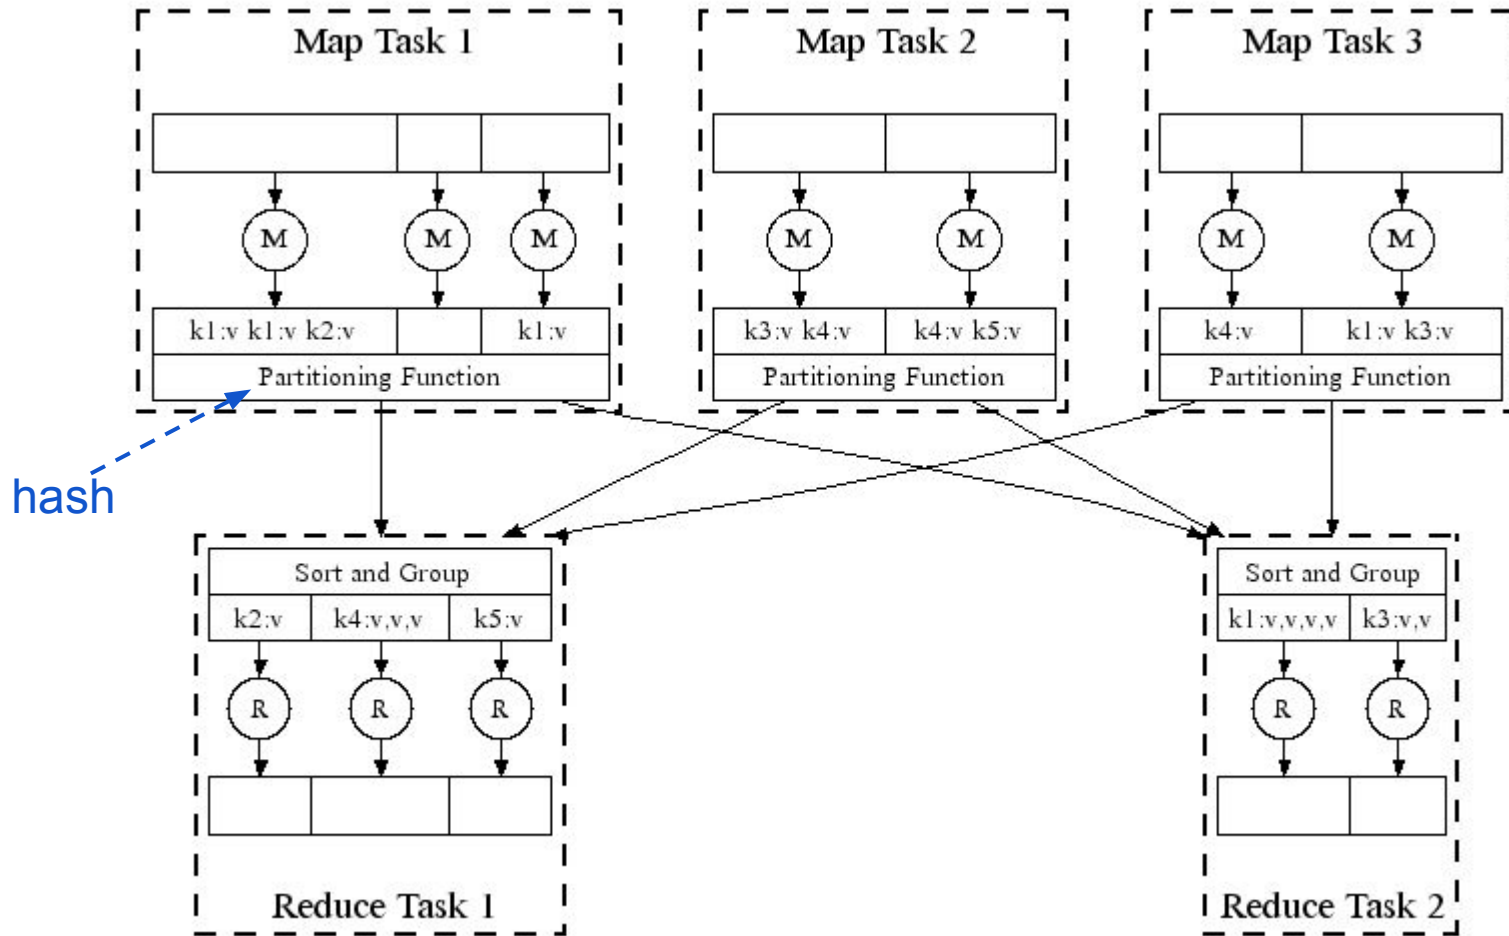 Map Task 1
Map Task 2
Map Task 3
M
M
M
M
M
M
M
k1:v k1:v k2:v
k1:v
k3:v k4:v
k4:v k5:v
k4:v
k1:v k3:v
Partitioning Function
Partitioning Function
Partitioning Function
hash
Sort and Group
Sort and Group
k2:v
k4:v,v,v
k5:v
k1:v,v,v,v
k3:v,v
R
R
R
R
R
Reduce Task 1
Reduce Task 2